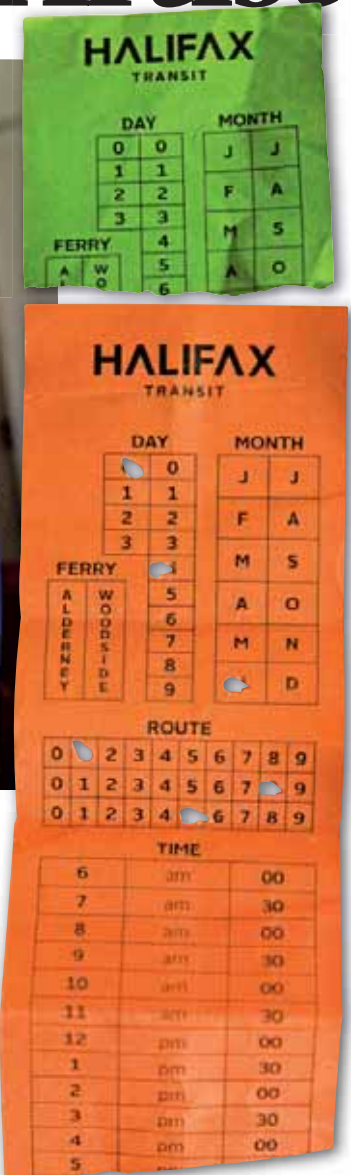 HALIFAX
TRANSIT
DAY MONTH
0 0 J J
1 1
2 2 F A
3 3
FERRY 4 M S
5 A O
6
HALIFAX
TRANSIT
DAY MONTH
0 J J
1 1
2 2 F A
3 3
FERRY M S
ALDERNEY WOODSIDE 5
6 A O
7 M N
8
9 D
ROUTE
0 2 3 4 5 6 7 8 9
0 1 2 3 4 5 6 7 9
0 1 2 3 4 6 7 8 9
TIME
6 am 00
7 am 30
8 am 00
9 am 30
10 am 00
11 am 30
12 pm 00
1 pm 30
2 pm 00
3 pm 30
4 pm 00
5